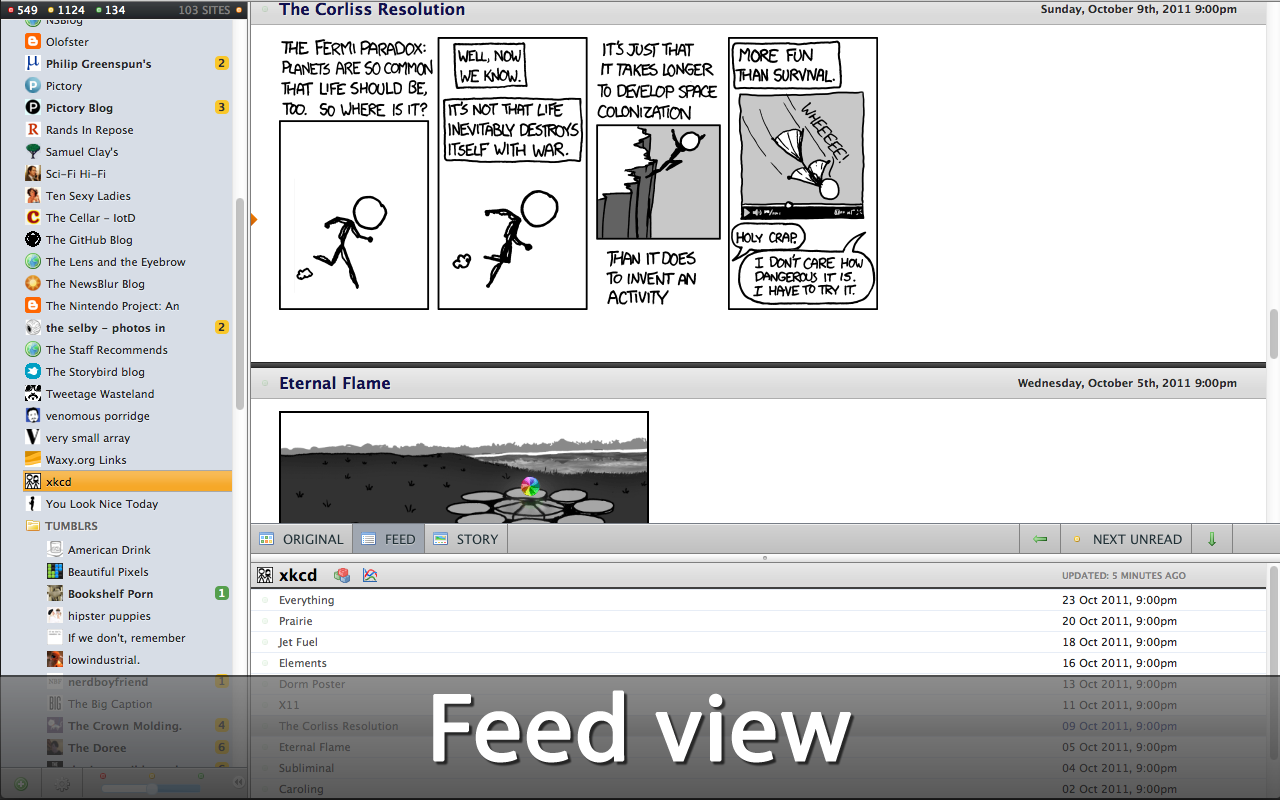 549 1124 134 103 SITES
NSBlog
Olofster
Philip Greenspun's 2
Pictory
Pictory Blog 3
Rands In Repose
Samuel Clay's
Sci-Fi Hi-Fi
Ten Sexy Ladies
The Cellar - IotD
The GitHub Blog
The Lens and the Eyebrow
The NewsBlur Blog
The Nintendo Project: An
the selby - photos in 2
The Staff Recommends
The Storybird blog
Tweetage Wasteland
venomous porridge
very small array
Waxy.org Links
xkcd
You Look Nice Today
TUMBLRS
American Drink
Beautiful Pixels
Bookshelf Porn 1
hipster puppies
If we don't, remember
lowindustrial.
nerdboyfriend 1
The Big Caption
The Crown Molding. 4
The Doree 6
The Corliss Resolution Sunday, October 9th, 2011 9:00pm
THE FERMI PARADOX:
PLANETS ARE SO COMMON
THAT LIFE SHOULD BE,
TOO. SO WHERE IS IT?
WELL, NOW
WE KNOW.
IT'S NOT THAT LIFE
INEVITABLY DESTROYS
ITSELF WITH WAR.
IT'S JUST THAT
IT TAKES LONGER
TO DEVELOP SPACE
COLONIZATION
THAN IT DOES
TO INVENT AN
ACTIVITY
MORE FUN
THAN SURVIVAL.
WHEEEEE!
HOLY CRAP.
I DON'T CARE HOW
DANGEROUS IT IS.
I HAVE TO TRY IT.
Eternal Flame Wednesday, October 5th, 2011 9:00pm
ORIGINAL FEED STORY NEXT UNREAD
xkcd UPDATED: 5 MINUTES AGO
Everything 23 Oct 2011, 9:00pm
Prairie 20 Oct 2011, 9:00pm
Jet Fuel 18 Oct 2011, 9:00pm
Elements 16 Oct 2011, 9:00pm
Dorm Poster 13 Oct 2011, 9:00pm
X11 11 Oct 2011, 9:00pm
The Corliss Resolution 09 Oct 2011, 9:00pm
Eternal Flame 05 Oct 2011, 9:00pm
Subliminal 04 Oct 2011, 9:00pm
Caroling 02 Oct 2011, 9:00pm
Feed view